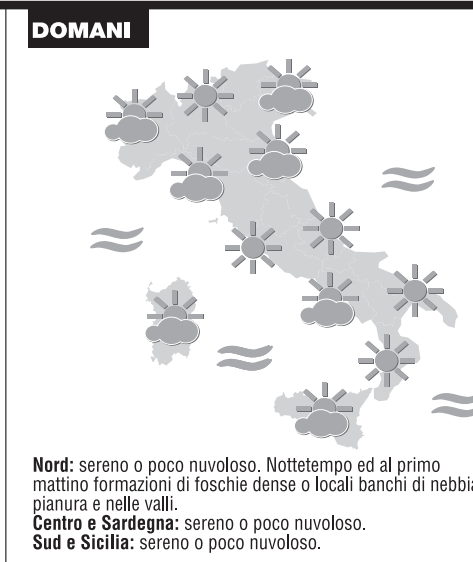 DOMANI
Nord: sereno o poco nuvoloso. Nottetempo ed al primo
mattino formazioni di foschie dense o locali banchi di
pianura e nelle valli.
Centro e Sardegna: sereno o poco nuvoloso.
Sud e Sicilia: sereno o poco nuvoloso.